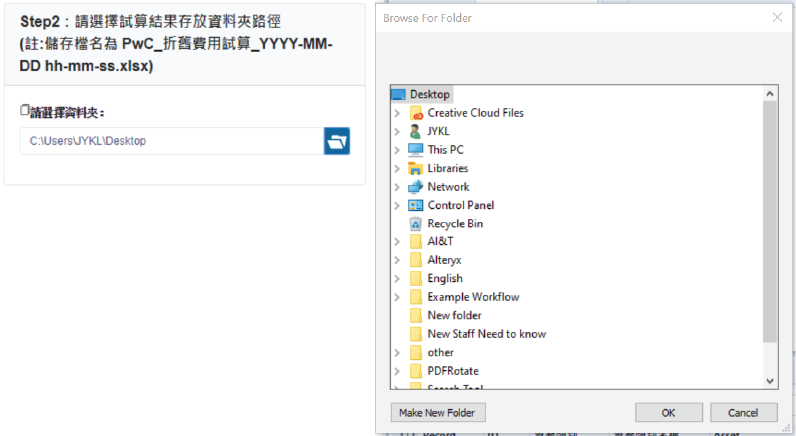 Step2：請選擇試算結果存放資料夾路徑
(註:儲存檔名為 PwC_折舊費用試算_YYYY-MM-
DD hh-mm-ss.xlsx)
請選擇資料夾：
C:\Users\JYKL\Desktop
Browse For Folder
Desktop
Creative Cloud Files
JYKL
This PC
Libraries
Network
Control Panel
Recycle Bin
AI&T
Alteryx
English
Example Workflow
New folder
New Staff Need to know
other
PDFRotate
Search Tool
Make New Folder
OK
Cancel